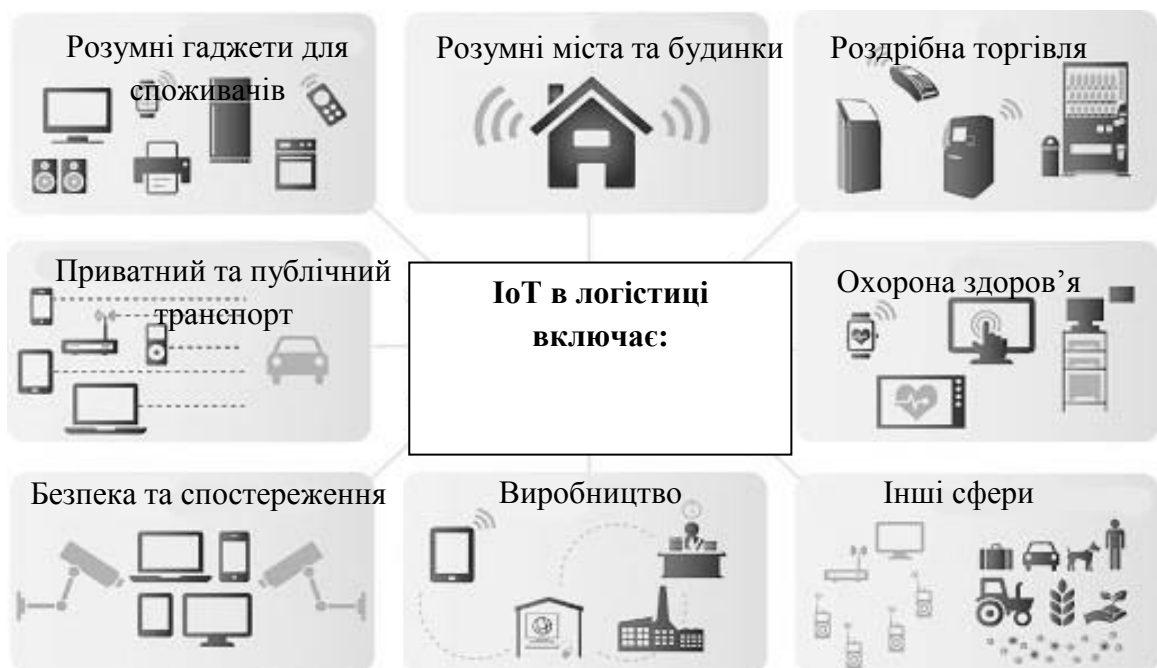 Розумні гаджети для
споживачів
Розумні міста та будинки
Роздрібна торгівля
Приватний та публічний
транспорт
ІоТ в логістиці
включає:
Охорона здоров’я
Безпека та спостереження
Виробництво
Інші сфери